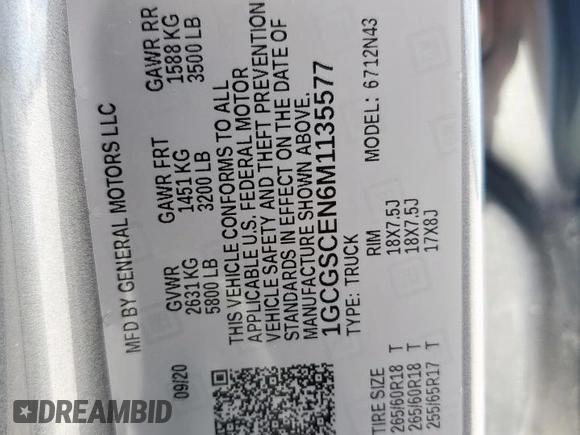 MFD BY GENERAL MOTORS LLC
09/20 GVWR GAWR FRT GAWR RR
2631 KG 1451 KG 1588 KG
5800 LB 3200 LB 3500 LB
THIS VEHICLE CONFORMS TO ALL
APPLICABLE U.S. FEDERAL MOTOR
VEHICLE SAFETY AND THEFT PREVENTION
STANDARDS IN EFFECT ON THE DATE OF
MANUFACTURE SHOWN ABOVE.
1GCGSCEN6M1135577
TYPE: TRUCK MODEL: 6712N43
TIRE SIZE RIM
265/60R18 T 18X7.5J
265/60R18 T 18X7.5J
255/65R17 T 17X8J
DREAMBID